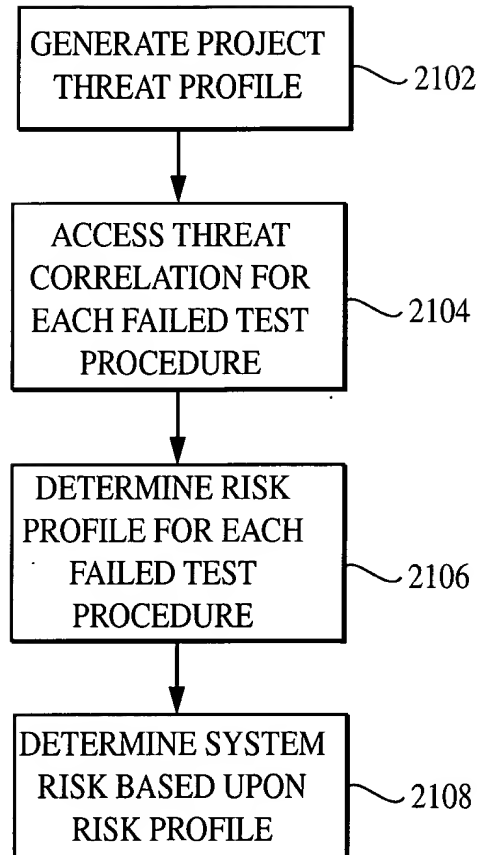 GENERATE PROJECT
THREAT PROFILE
2102
ACCESS THREAT
CORRELATION FOR
EACH FAILED TEST
PROCEDURE
2104
DETERMINE RISK
PROFILE FOR EACH
FAILED TEST
PROCEDURE
2106
DETERMINE SYSTEM
RISK BASED UPON
RISK PROFILE
2108